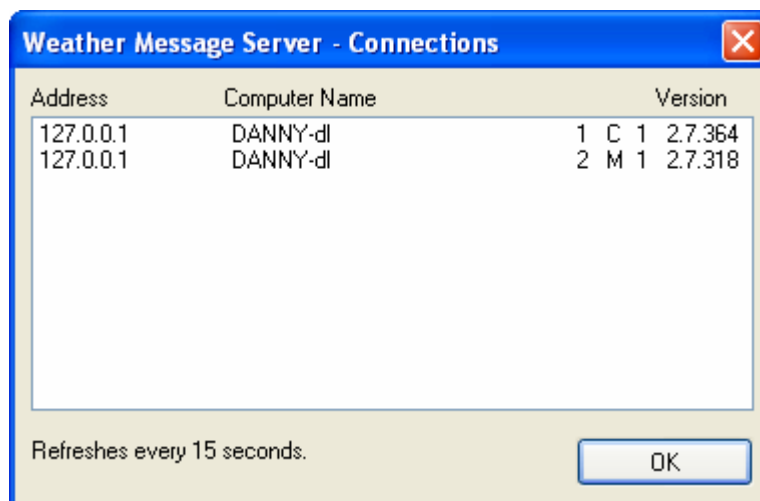 Weather Message Server - Connections
Address Computer Name Version
127.0.0.1 DANNY-dl 1 C 1 2.7.364
127.0.0.1 DANNY-dl 2 M 1 2.7.318
Refreshes every 15 seconds.
OK